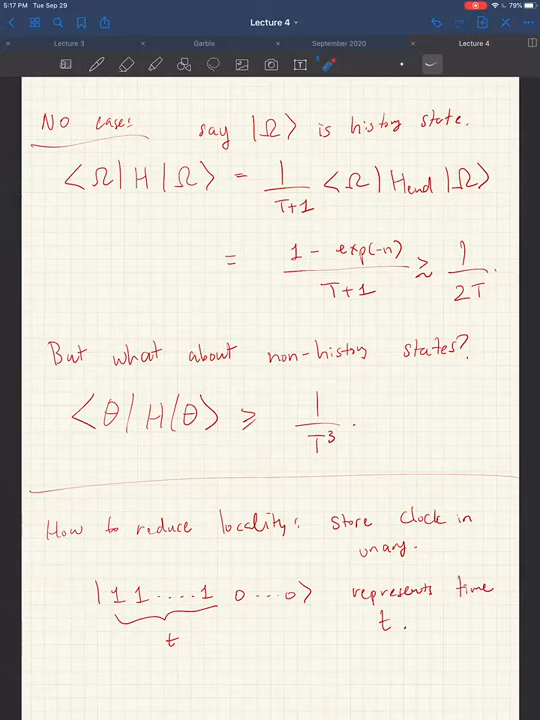 5:17 PM Tue Sep 29
79%
Lecture 4
Lecture 3
Garble
September 2020
Lecture 4
NO cases
say |Ω⟩ is history state.
⟨Ω|H|Ω⟩ = 1/(T+1) ⟨Ω|Hend|Ω⟩
= (1 - exp(-n))/(T+1) ≳ 1/(2T).
But what about non-history states?
⟨θ|H|θ⟩ ≥ 1/T³.
How to reduce locality: store clock in
unary.
|1 1 ..... 1 0 ... 0⟩ represents time
t t.